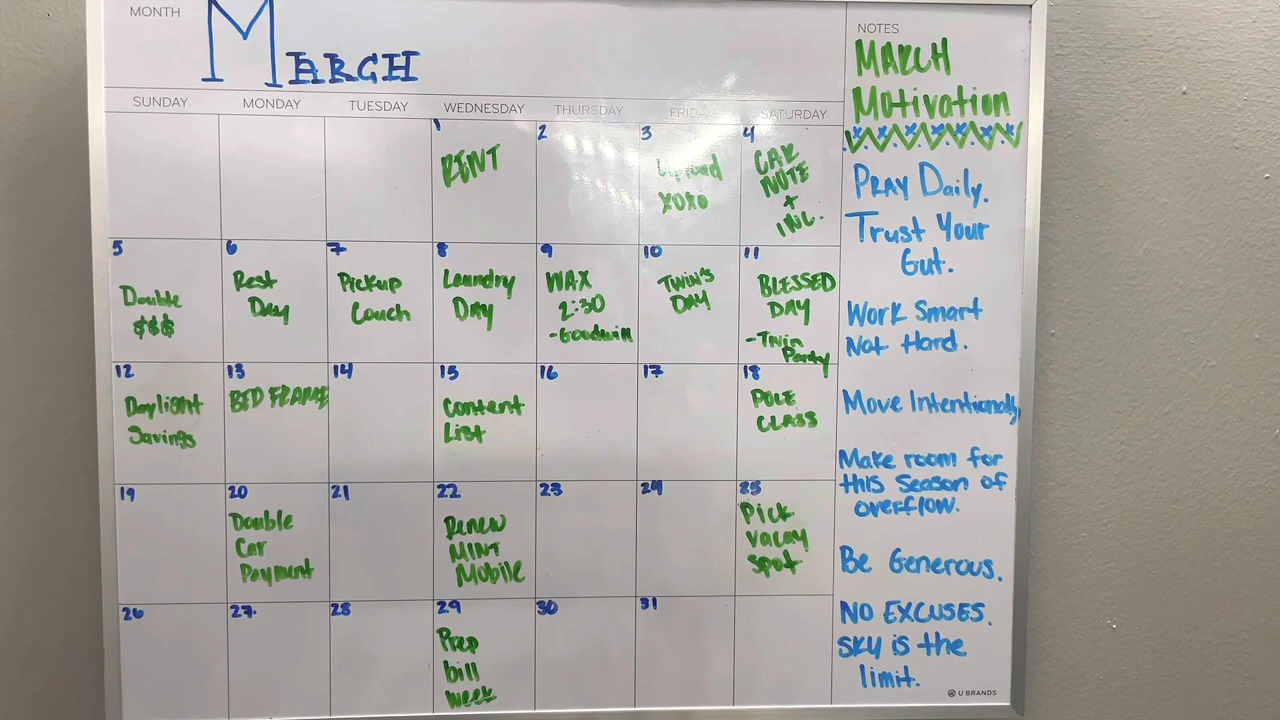 MONTH
MARCH
SUNDAY MONDAY TUESDAY WEDNESDAY THURSDAY FRIDAY SATURDAY
1
RENT
2
3
Upload
XOXO
4
CAR
NOTE
+
INC.
5
Double
$$$
6
Rest
Day
7
Pickup
Couch
8
Laundry
DAY
9
WAX
2:30
-Goodwill
10
TWIN'S
DAY
11
BLESSED
DAY
-Twin
Party
12
Daylight
Savings
13
BED FRAME
14
15
Content
List
16
17
18
POLE
CLASS
19
20
Double
Car
Payment
21
22
Renew
MINT
Mobile
23
24
25
Pick
vacay
spot
26
27.
28
29
Prep
bill
week
30
31
NOTES
MARCH
Motivation
PRAY Daily.
Trust Your
Gut.
Work Smart
Not Hard.
Move Intentionally
Make room for
this season of
overflow.
Be Generous.
NO EXCUSES.
SKY is the
limit.
U BRANDS